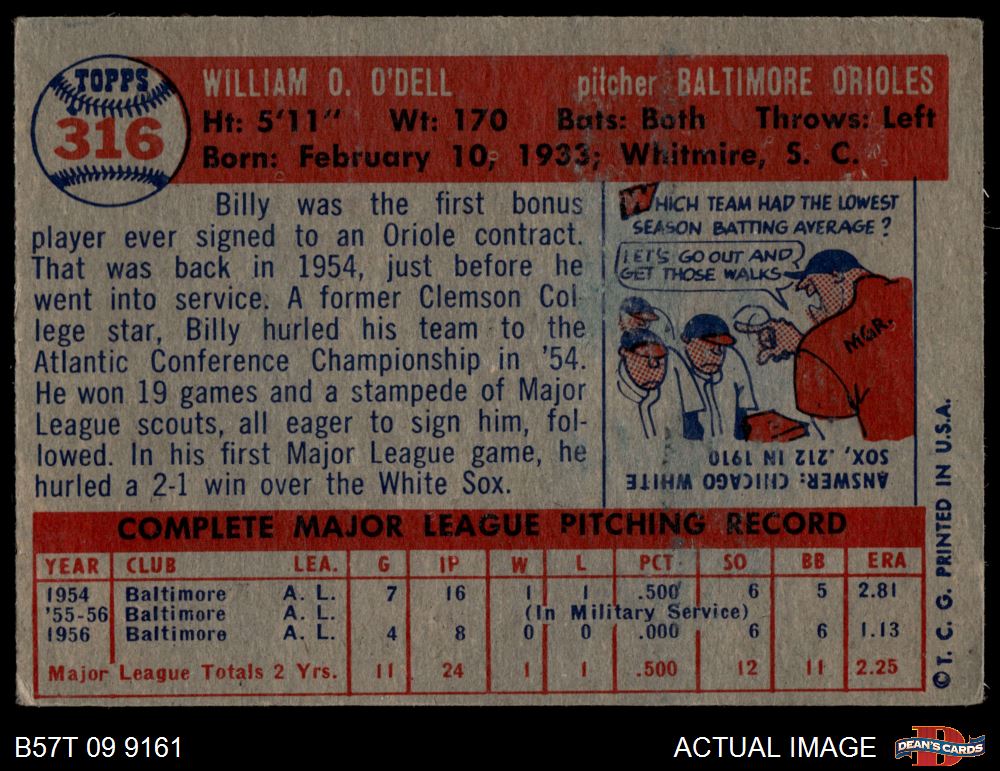 TOPPS
316
WILLIAM O. O'DELL pitcher BALTIMORE ORIOLES
Ht: 5'11" Wt: 170 Bats: Both Throws: Left
Born: February 10, 1933; Whitmire, S. C.
Billy was the first bonus
player ever signed to an Oriole contract.
That was back in 1954, just before he
went into service. A former Clemson Col-
lege star, Billy hurled his team to the
Atlantic Conference Championship in '54.
He won 19 games and a stampede of Major
League scouts, all eager to sign him, fol-
lowed. In his first Major League game, he
hurled a 2-1 win over the White Sox.
WHICH TEAM HAD THE LOWEST
SEASON BATTING AVERAGE?
LET'S GO OUT AND
GET THOSE WALKS
MGR.
ANSWER: CHICAGO WHITE
SOX, .212 IN 1910
© T. C. G. PRINTED IN U.S.A.
COMPLETE MAJOR LEAGUE PITCHING RECORD
YEAR CLUB LEA. G IP W L PCT SO BB ERA
1954 Baltimore A. L. 7 16 1 1 .500 6 5 2.81
'55-56 Baltimore A. L. (In Military Service)
1956 Baltimore A. L. 4 8 0 0 .000 6 6 1.13
Major League Totals 2 Yrs. 11 24 1 1 .500 12 11 2.25
B57T 09 9161 ACTUAL IMAGE DEAN'S CARDS